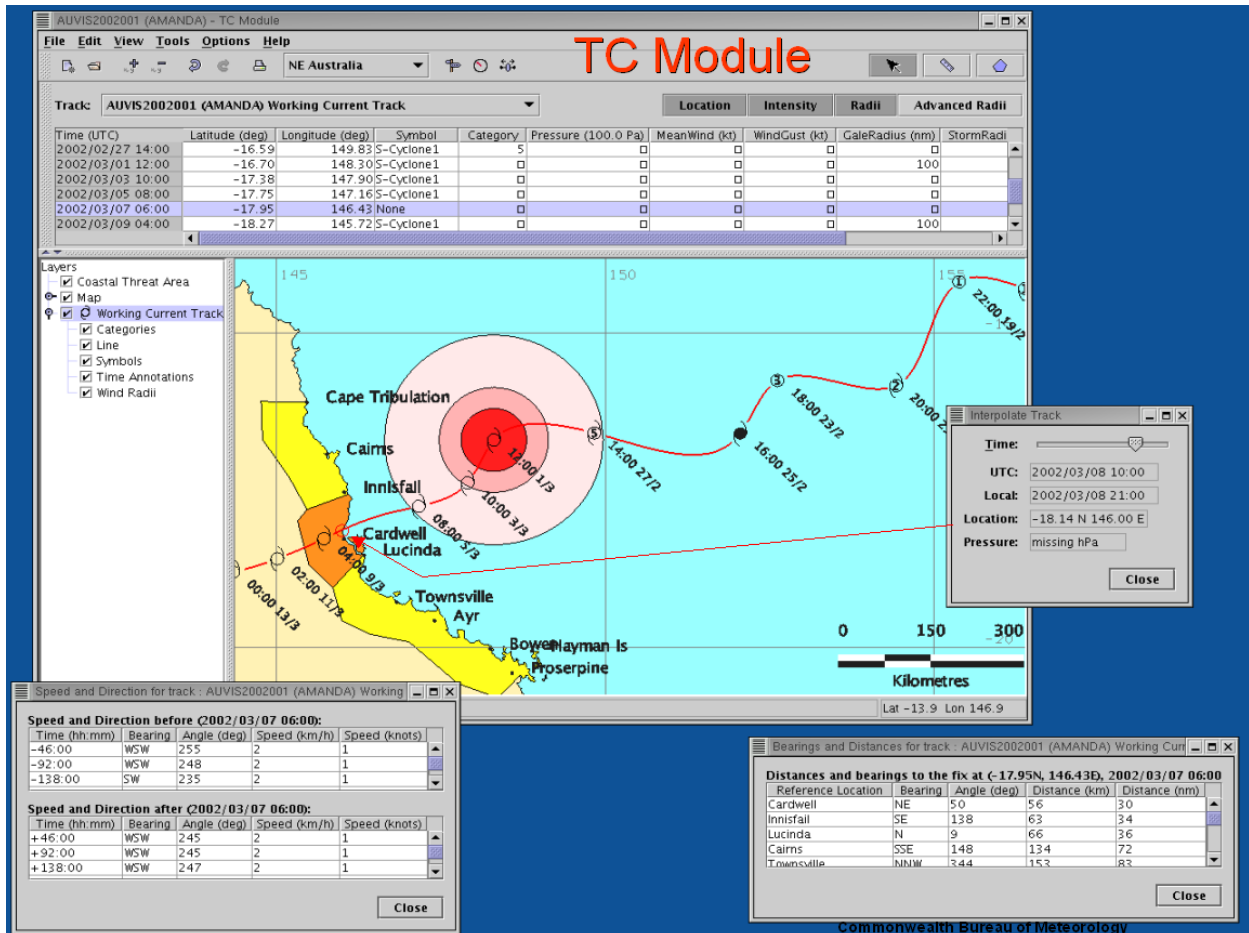 AUVIS2002001 (AMANDA) - TC Module
File Edit View Tools Options Help
TC Module
NE Australia
Track: AUVIS2002001 (AMANDA) Working Current Track
Location Intensity Radii Advanced Radii
Time (UTC) Latitude (deg) Longitude (deg) Symbol Category Pressure (100.0 Pa) MeanWind (kt) WindGust (kt) GaleRadius (nm) StormRadi
2002/02/27 14:00 -16.59 149.83 S-Cyclone1 5
2002/03/01 12:00 -16.70 148.30 S-Cyclone1 100
2002/03/03 10:00 -17.38 147.90 S-Cyclone1
2002/03/05 08:00 -17.75 147.16 S-Cyclone1
2002/03/07 06:00 -17.95 146.43 None
2002/03/09 04:00 -18.27 145.72 S-Cyclone1 100
Layers
Coastal Threat Area
Map
Working Current Track
Categories
Line
Symbols
Time Annotations
Wind Radii
145 150 155
1
22:00 19/2
2
20:00
3
18:00 23/2
16:00 25/2
5
14:00 27/2
12:00 1/3
10:00 3/3
08:00 5/3
04:00 9/3
02:00 11/3
00:00 13/3
Cape Tribulation
Cairns
Innisfail
Cardwell
Lucinda
Townsville
Ayr
Bowen
Hayman Is
Proserpine
0 150 300
-20
Kilometres
Lat -13.9 Lon 146.9
Interpolate Track
Time:
UTC: 2002/03/08 10:00
Local: 2002/03/08 21:00
Location: -18.14 N 146.00 E
Pressure: missing hPa
Close
Speed and Direction for track : AUVIS2002001 (AMANDA) Working
Speed and Direction before (2002/03/07 06:00):
Time (hh:mm) Bearing Angle (deg) Speed (km/h) Speed (knots)
-46:00 WSW 255 2 1
-92:00 WSW 248 2 1
-138:00 SW 235 2 1
Speed and Direction after (2002/03/07 06:00):
Time (hh:mm) Bearing Angle (deg) Speed (km/h) Speed (knots)
+46:00 WSW 245 2 1
+92:00 WSW 245 2 1
+138:00 WSW 247 2 1
Close
Bearings and Distances for track : AUVIS2002001 (AMANDA) Working Curr
Distances and bearings to the fix at (-17.95N, 146.43E), 2002/03/07 06:00
Reference Location Bearing Angle (deg) Distance (km) Distance (nm)
Cardwell NE 50 56 30
Innisfail SE 138 63 34
Lucinda N 9 66 36
Cairns SSE 148 134 72
Townsville NNW 344 153 83
Close
Commonwealth Bureau of Meteorology